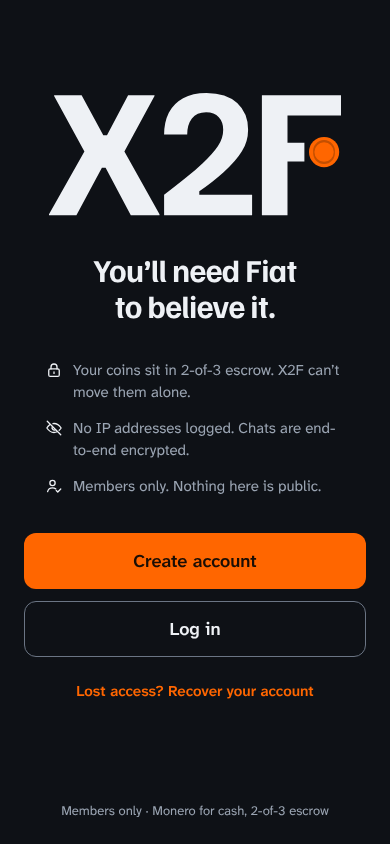 X2F
You’ll need Fiat
to believe it.
Your coins sit in 2-of-3 escrow. X2F can’t
move them alone.
No IP addresses logged. Chats are end-
to-end encrypted.
Members only. Nothing here is public.
Create account
Log in
Lost access? Recover your account
Members only · Monero for cash, 2-of-3 escrow